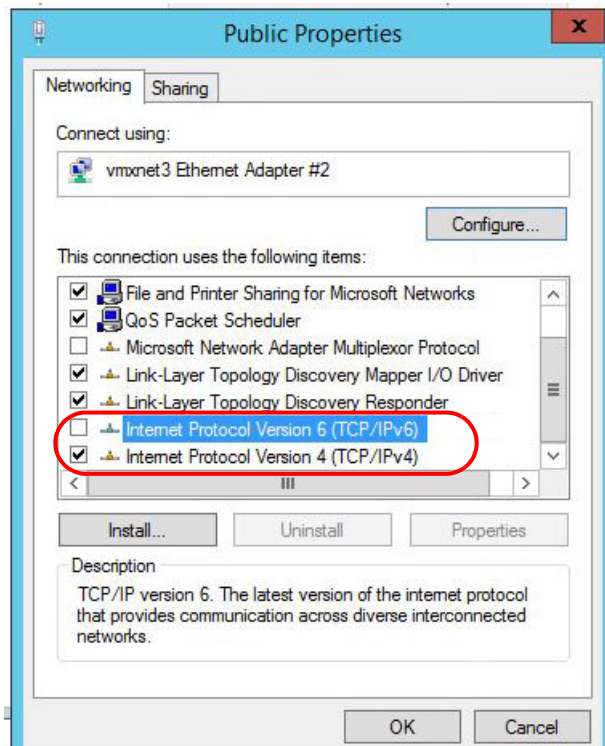 Public Properties
x
Networking
Sharing
Connect using:
vmxnet3 Ethernet Adapter #2
Configure...
This connection uses the following items:
File and Printer Sharing for Microsoft Networks
QoS Packet Scheduler
Microsoft Network Adapter Multiplexor Protocol
Link-Layer Topology Discovery Mapper I/O Driver
Link-Layer Topology Discovery Responder
Internet Protocol Version 6 (TCP/IPv6)
Internet Protocol Version 4 (TCP/IPv4)
Install...
Uninstall
Properties
Description
TCP/IP version 6. The latest version of the internet protocol
that provides communication across diverse interconnected
networks.
OK
Cancel